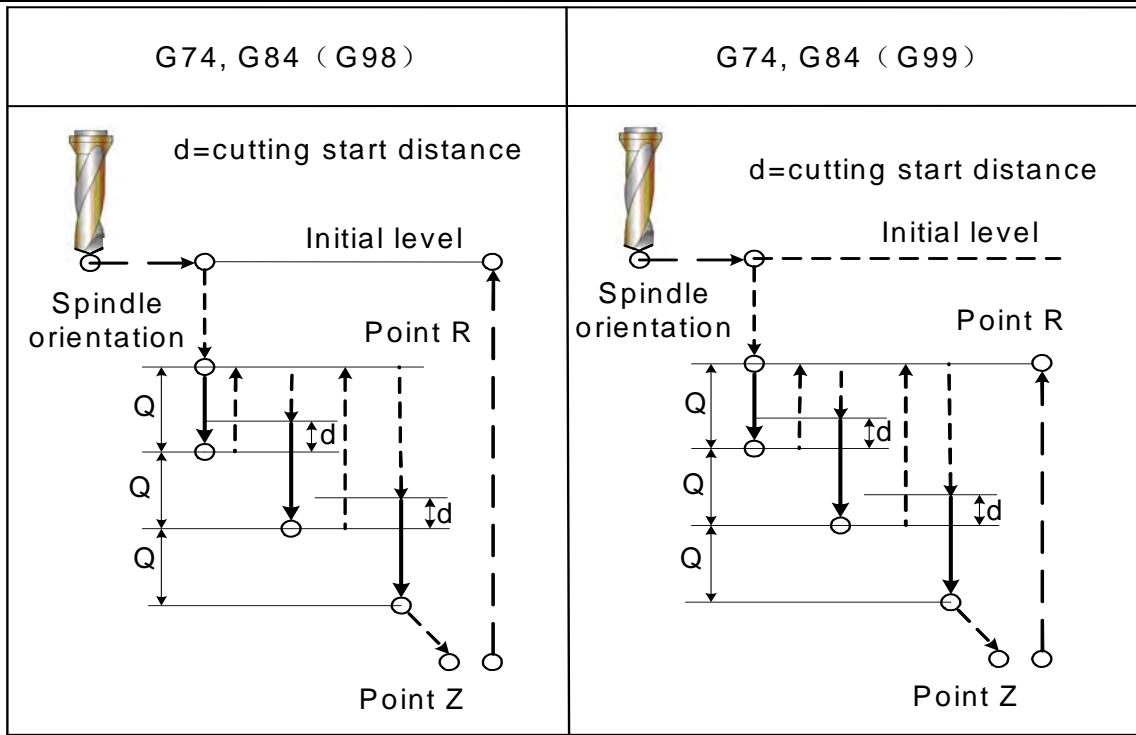 G74, G84（G98）
G74, G84（G99）
d=cutting start distance
Initial level
Spindle
orientation
Point R
Q
d
Q
d
Q
Point Z
d=cutting start distance
Initial level
Spindle
orientation
Point R
Q
d
Q
d
Q
Point Z